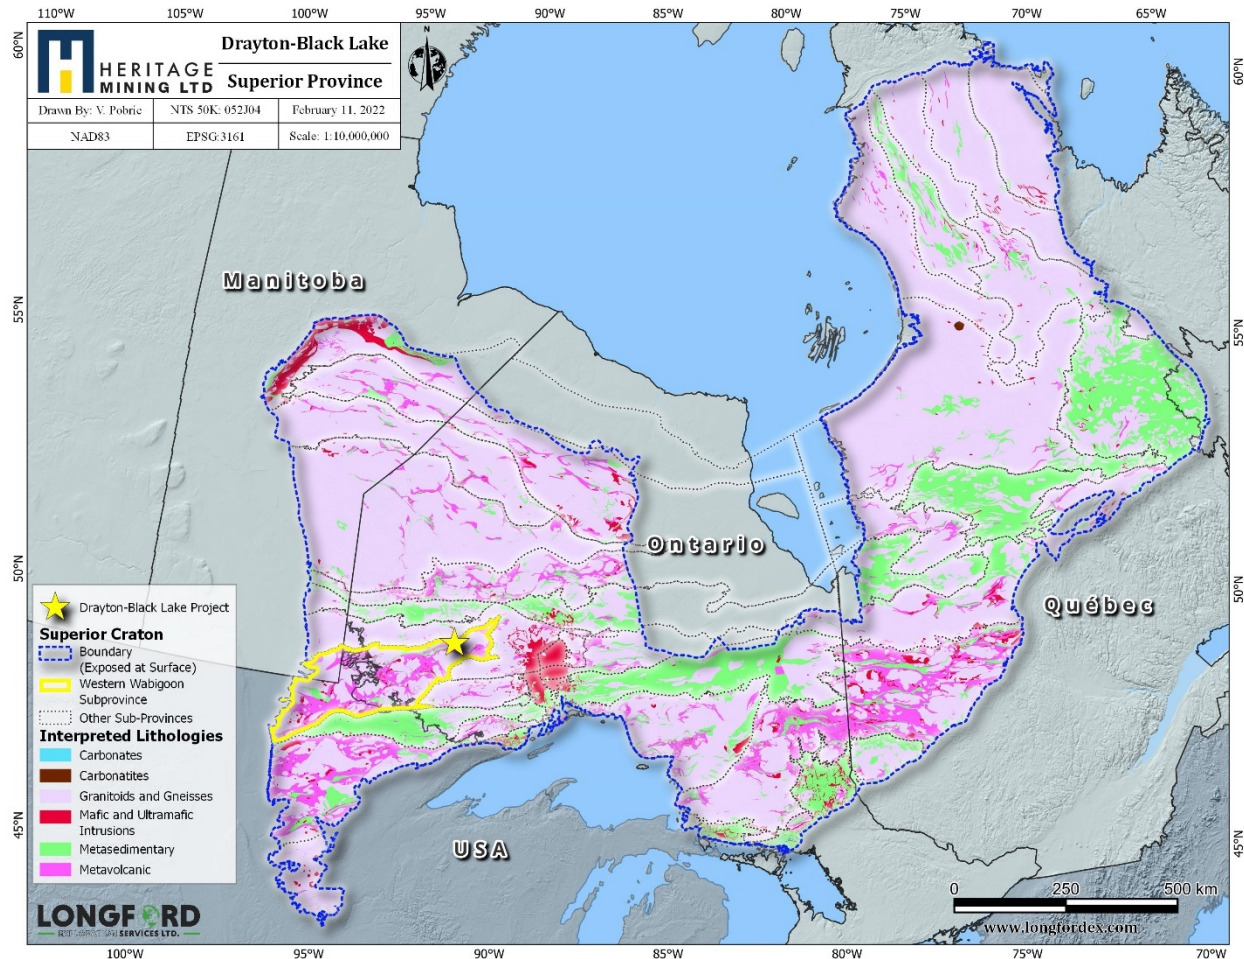 110°W 105°W 100°W 95°W 90°W 85°W 80°W 75°W 70°W 65°W
HERITAGE
MINING LTD
Drayton-Black Lake
Superior Province
Drawn By: V. Pobric
NTS 50K: 052J04
February 11, 2022
NAD83
EPSG:3161
Scale: 1:10,000,000
N
60°N
60°N
Manitoba
55°N
55°N
Ontario
50°N
50°N
Québec
Drayton-Black Lake Project
Superior Craton
Boundary
(Exposed at Surface)
Western Wabigoon
Subprovince
Other Sub-Provinces
Interpreted Lithologies
Carbonates
Carbonatites
Granitoids and Gneisses
Mafic and Ultramafic
Intrusions
Metasedimentary
Metavolcanic
45°N
45°N
USA
LONGFORD
EXPLORATION SERVICES LTD.
0 250 500 km
www.longfordex.com
100°W 95°W 90°W 85°W 80°W 75°W 70°W